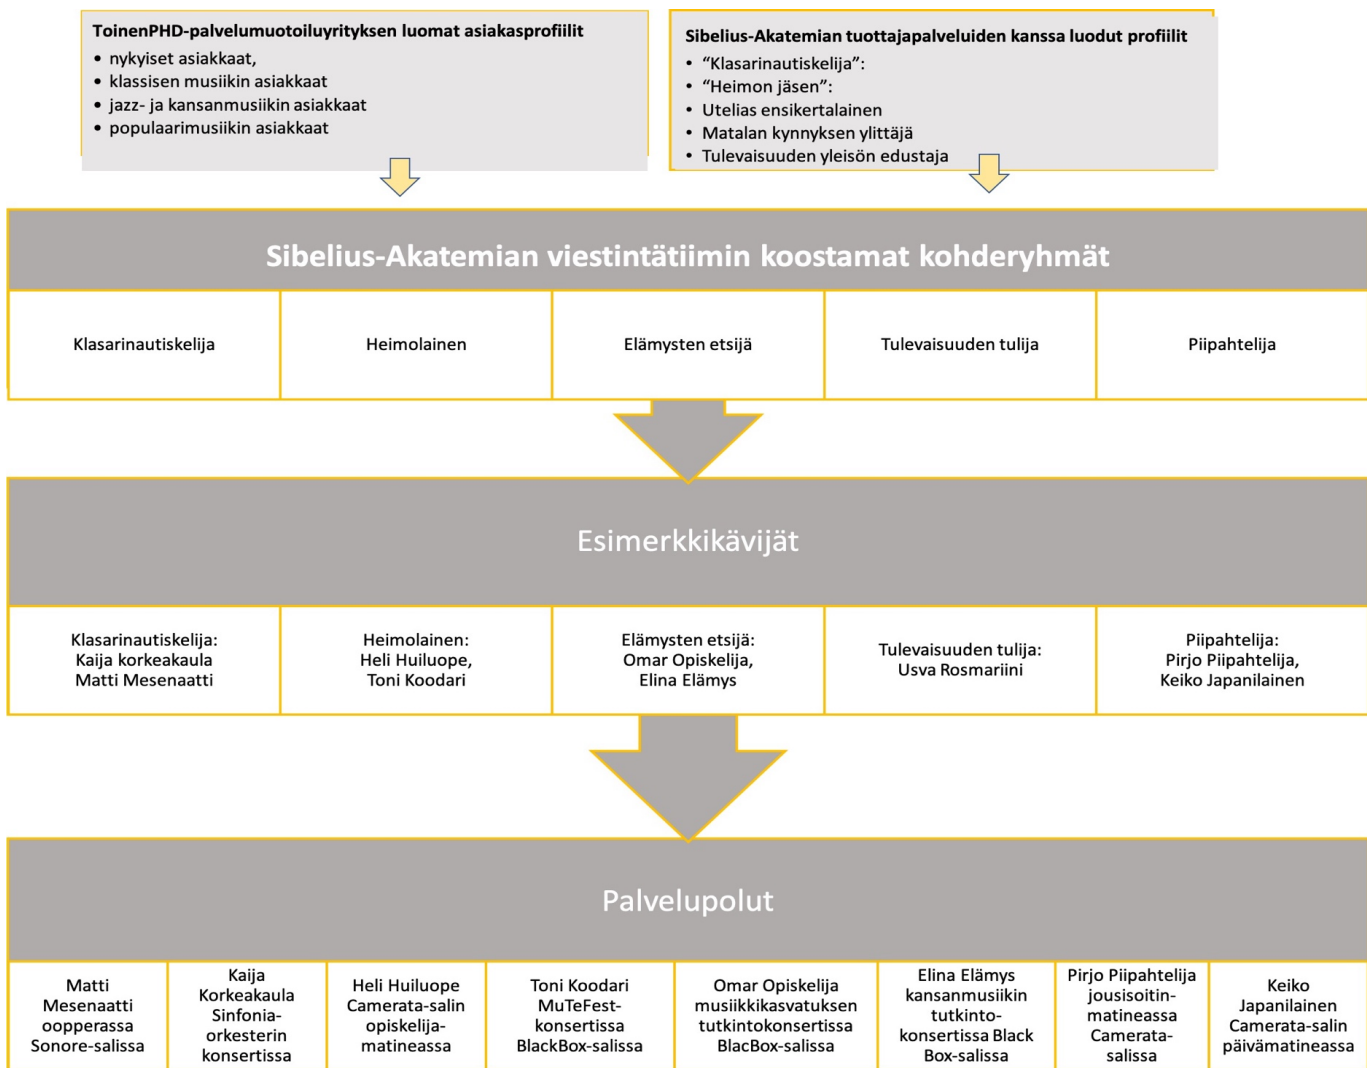 ToinenPHD-palvelumuotoiluyrityksen luomat asiakasprofiilit
• nykyiset asiakkaat,
• klassisen musiikin asiakkaat
• jazz- ja kansanmusiikin asiakkaat
• populaarimusiikin asiakkaat
Sibelius-Akatemian tuottajapalveluiden kanssa luodut profiilit
• “Klasarinautiskelija”:
• “Heimon jäsen”:
• Utelias ensikertalainen
• Matalan kynnyksen ylittäjä
• Tulevaisuuden yleisön edustaja
Sibelius-Akatemian viestintätiimin koostamat kohderyhmät
Klasarinautiskelija
Heimolainen
Elämysten etsijä
Tulevaisuuden tulija
Piipahtelija
Esimerkkikävijät
Klasarinautiskelija:
Kaija korkeakaula
Matti Mesenaatti
Heimolainen:
Heli Huiluope,
Toni Koodari
Elämysten etsijä:
Omar Opiskelija,
Elina Elämys
Tulevaisuuden tulija:
Usva Rosmariini
Piipahtelija:
Pirjo Piipahtelija,
Keiko Japanilainen
Palvelupolut
Matti
Mesenaatti
oopperassa
Sonore-salissa
Kaija
Korkeakaula
Sinfonia-
orkesterin
konsertissa
Heli Huiluope
Camerata-salin
opiskelija-
matineassa
Toni Koodari
MuTeFest-
konsertissa
BlackBox-salissa
Omar Opiskelija
musiikkikasvatuksen
tutkintokonsertissa
BlacBox-salissa
Elina Elämys
kansanmusiikin
tutkinto-
konsertissa Black
Box-salissa
Pirjo Piipahtelija
jousisoitin-
matineassa
Camerata-
salissa
Keiko
Japanilainen
Camerata-salin
päivämatineassa